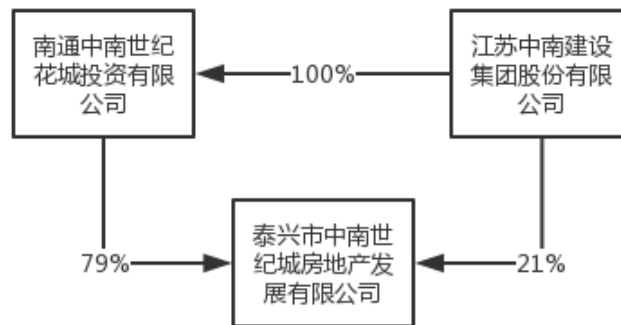 南通中南世纪
花城投资有限
公司
100%
江苏中南建设
集团股份有限
公司
79%
泰兴市中南世
纪城房地产发
展有限公司
21%